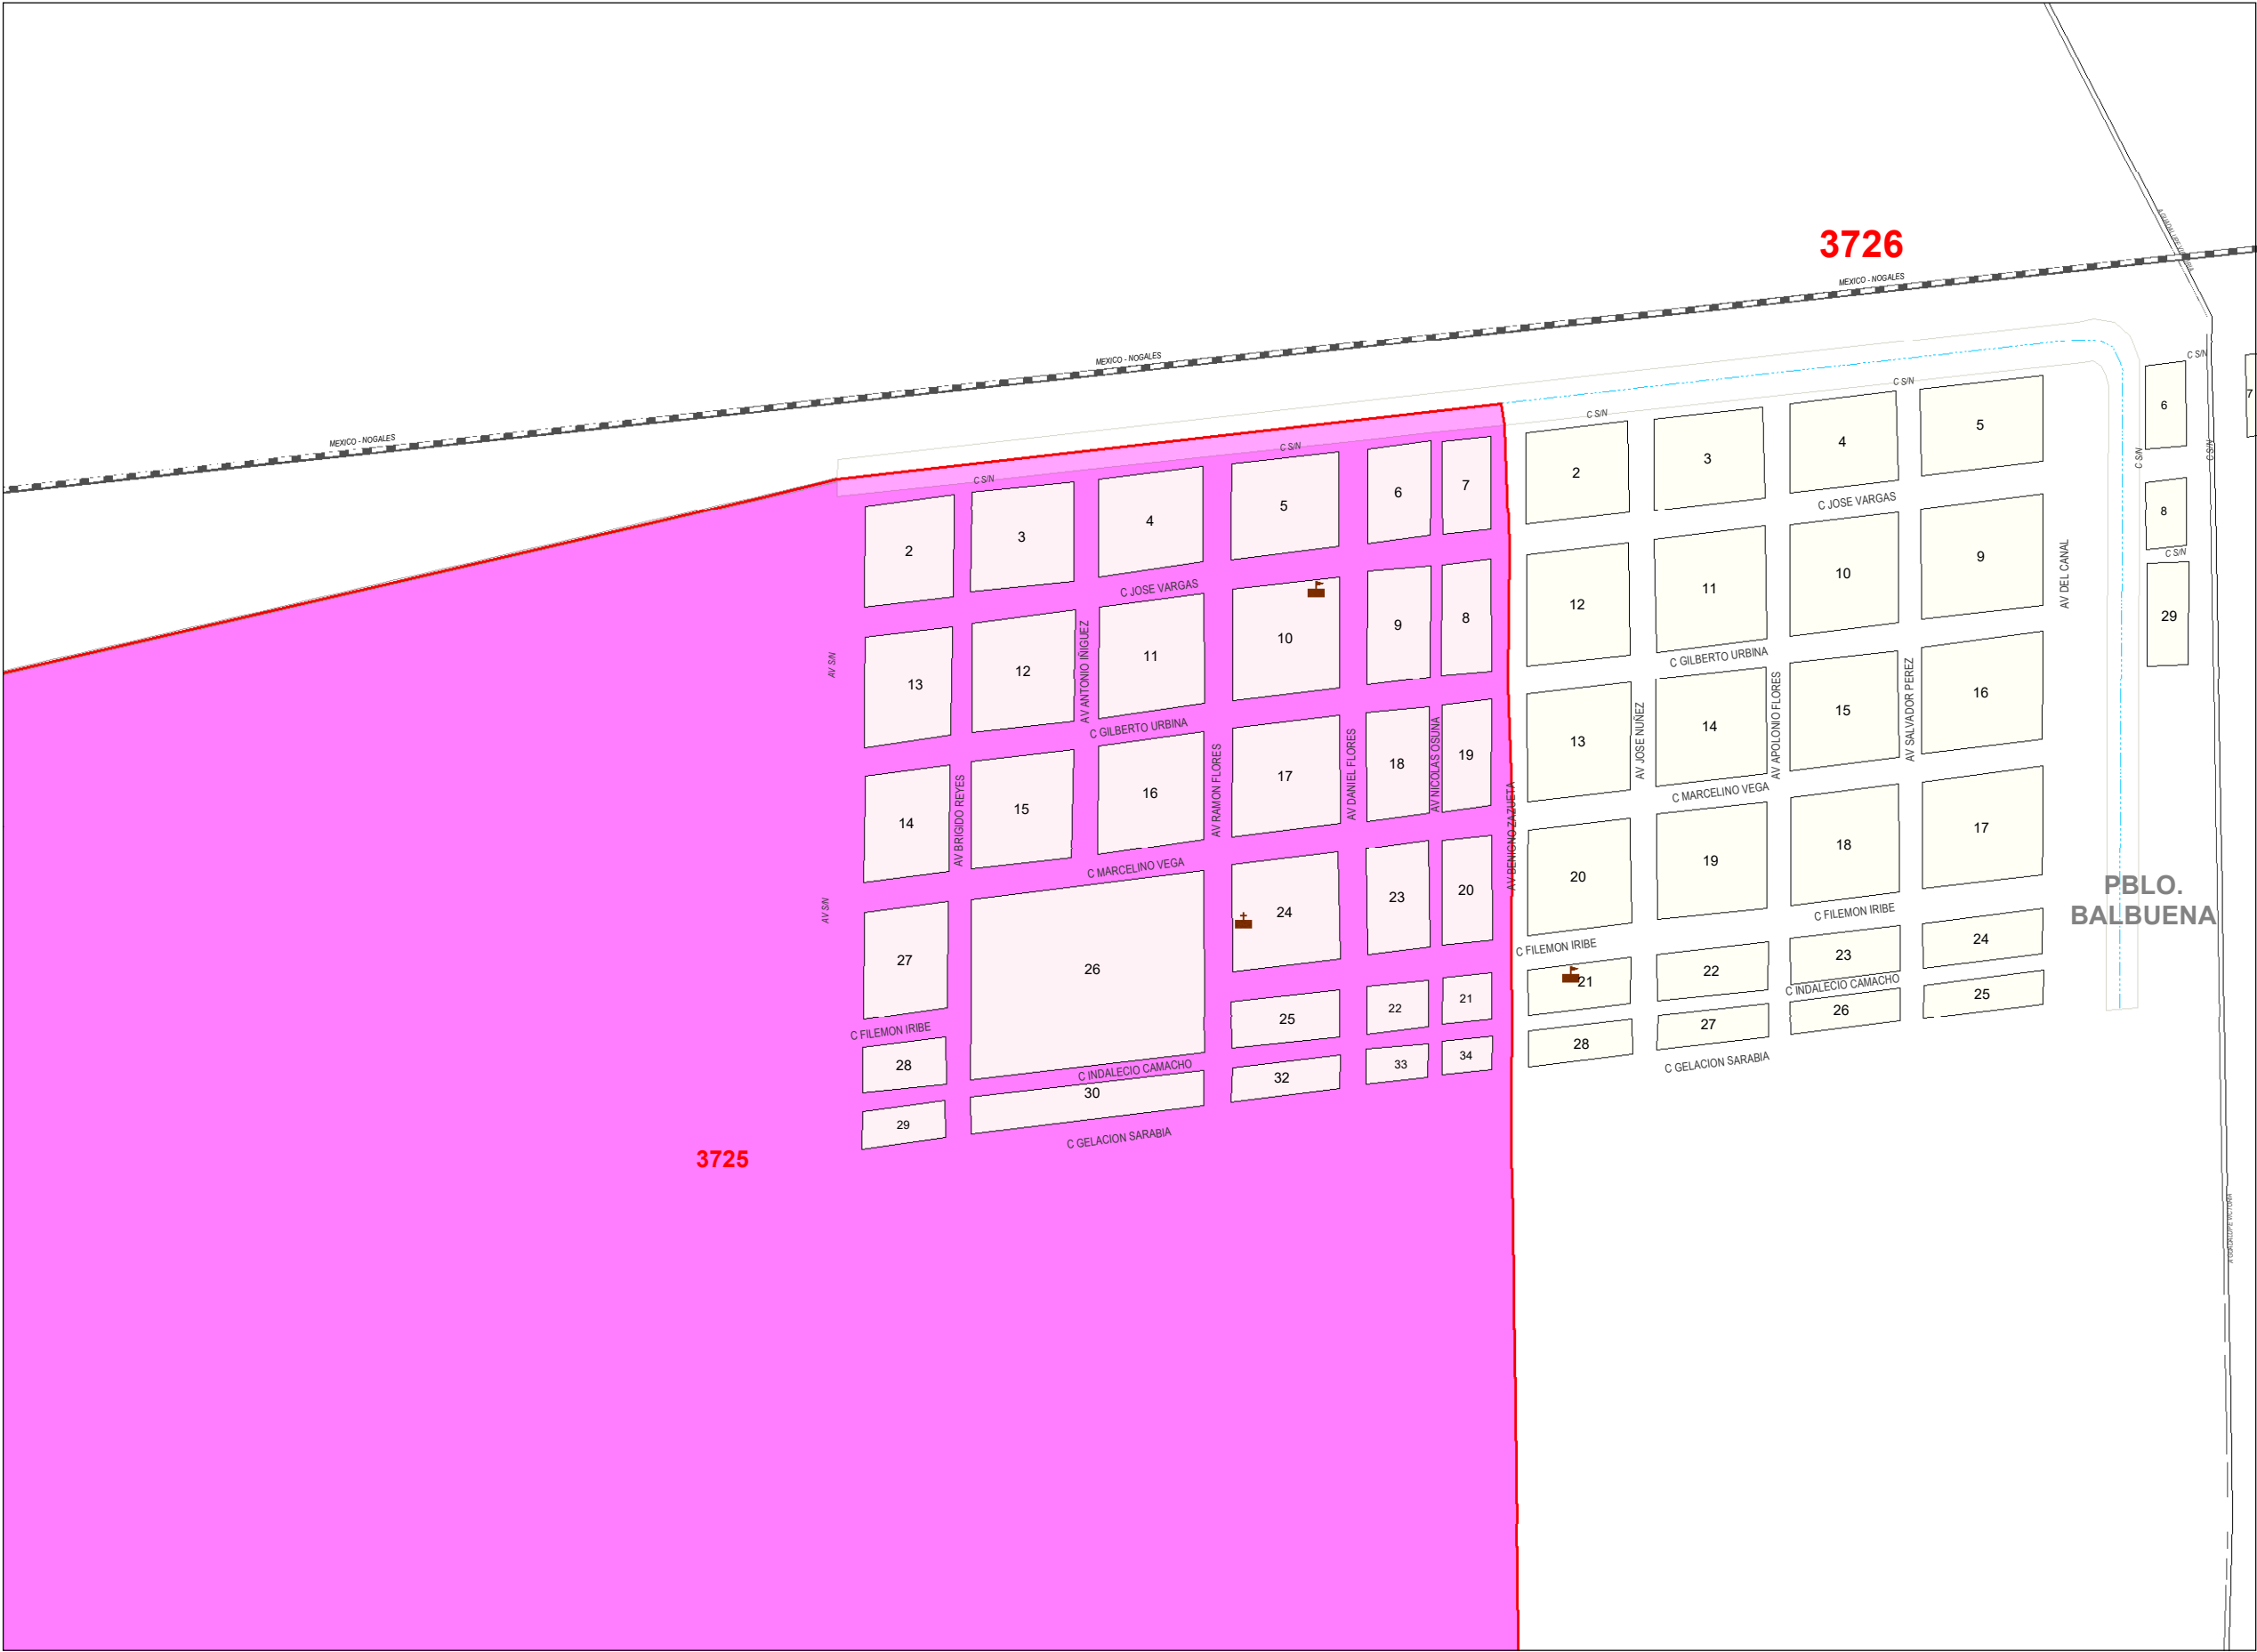 A GUADALUPE VICTORIA
3726
MEXICO - NOGALES
MEXICO - NOGALES
MEXICO - NOGALES
C S/N
C S/N
C S/N
C S/N
C S/N
6
7
C S/N
C S/N
8
C S/N
29
2
3
4
5
6
7
2
3
4
5
C JOSE VARGAS
C JOSE VARGAS
13
12
11
10
9
8
12
11
10
9
AV S/N
AV ANTONIO IÑIGUEZ
AV DEL CANAL
C GILBERTO URBINA
C GILBERTO URBINA
14
15
16
17
18
19
13
14
15
16
AV BRIGIDO REYES
AV RAMON FLORES
AV DANIEL FLORES
AV NICOLAS OSUNA
AV BENIGNO ZAZUETA
AV JOSE NUÑEZ
AV APOLONIO FLORES
AV SALVADOR PEREZ
C MARCELINO VEGA
C MARCELINO VEGA
AV S/N
27
26
24
23
20
20
19
18
17
PBLO.
BALBUENA
C FILEMON IRIBE
C FILEMON IRIBE
C FILEMON IRIBE
28
25
22
21
21
22
23
24
C INDALECIO CAMACHO
C INDALECIO CAMACHO
29
30
32
33
34
28
27
26
25
C GELACION SARABIA
C GELACION SARABIA
3725
A GUADALUPE VICTORIA